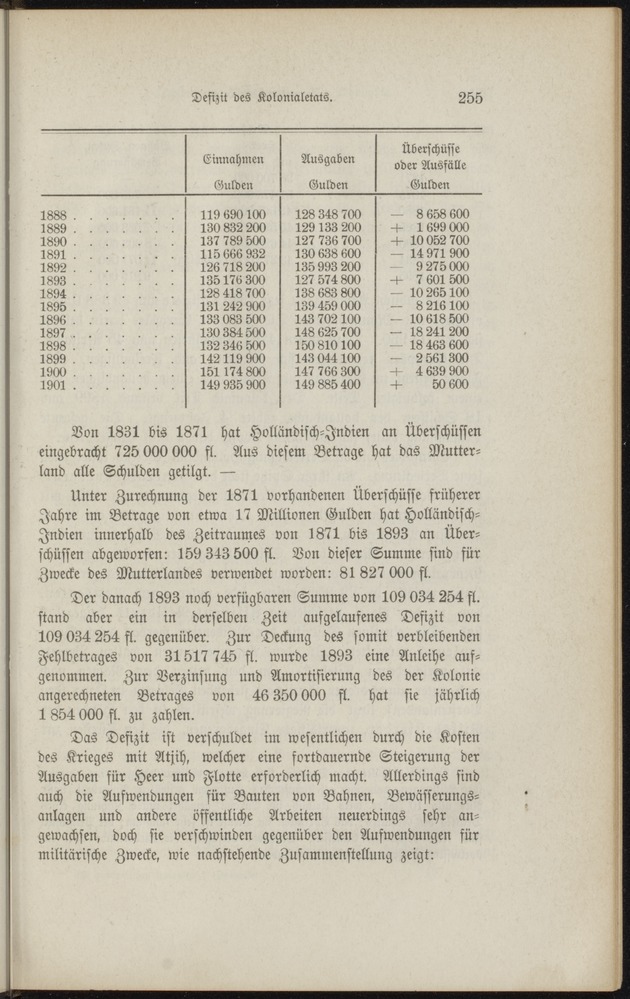 Defizit des Kolonialetats. 255
Einnahmen Ausgaben Überschüsse
oder Ausfälle
Gulden Gulden Gulden
1888 . . . . . . . 119 690 100 128 348 700 — 8 658 600
1889 . . . . . . . 130 832 200 129 133 200 + 1 699 000
1890 . . . . . . . 137 789 500 127 736 700 + 10 052 700
1891 . . . . . . . 115 666 932 130 638 600 — 14 971 900
1892 . . . . . . . 126 718 200 135 993 200 — 9 275 000
1893 . . . . . . . 135 176 300 127 574 800 + 7 601 500
1894 . . . . . . . 128 418 700 138 683 800 — 10 265 100
1895 . . . . . . . 131 242 900 139 459 000 — 8 216 100
1896 . . . . . . . 133 083 500 143 702 100 — 10 618 500
1897 . . . . . . . 130 384 500 148 625 700 — 18 241 200
1898 . . . . . . . 132 346 500 150 810 100 — 18 463 600
1899 . . . . . . . 142 119 900 143 044 100 — 2 561 300
1900 . . . . . . . 151 174 800 147 766 300 + 4 639 900
1901 . . . . . . . 149 935 900 149 885 400 + 50 600
Von 1831 bis 1871 hat Holländisch-Indien an Überschüssen
eingebracht 725 000 000 fl. Aus diesem Betrage hat das Mutter-
land alle Schulden getilgt. —
Unter Zurechnung der 1871 vorhandenen Überschüsse früherer
Jahre im Betrage von etwa 17 Millionen Gulden hat Holländisch-
Indien innerhalb des Zeitraumes von 1871 bis 1893 an Über-
schüssen abgeworfen: 159 343 500 fl. Von dieser Summe sind für
Zwecke des Mutterlandes verwendet worden: 81 827 000 fl.
Der danach 1893 noch verfügbaren Summe von 109 034 254 fl.
stand aber ein in derselben Zeit aufgelaufenes Defizit von
109 034 254 fl. gegenüber. Zur Deckung des somit verbleibenden
Fehlbetrages von 31 517 745 fl. wurde 1893 eine Anleihe auf-
genommen. Zur Verzinsung und Amortisierung des der Kolonie
angerechneten Betrages von 46 350 000 fl. hat sie jährlich
1 854 000 fl. zu zahlen.
Das Defizit ist verschuldet im wesentlichen durch die Kosten
des Krieges mit Atjih, welcher eine fortdauernde Steigerung der
Ausgaben für Heer und Flotte erforderlich macht. Allerdings sind
auch die Aufwendungen für Bauten von Bahnen, Bewässerungs-
anlagen und andere öffentliche Arbeiten neuerdings sehr an-
gewachsen, doch sie verschwinden gegenüber den Aufwendungen für
militärische Zwecke, wie nachstehende Zusammenstellung zeigt: